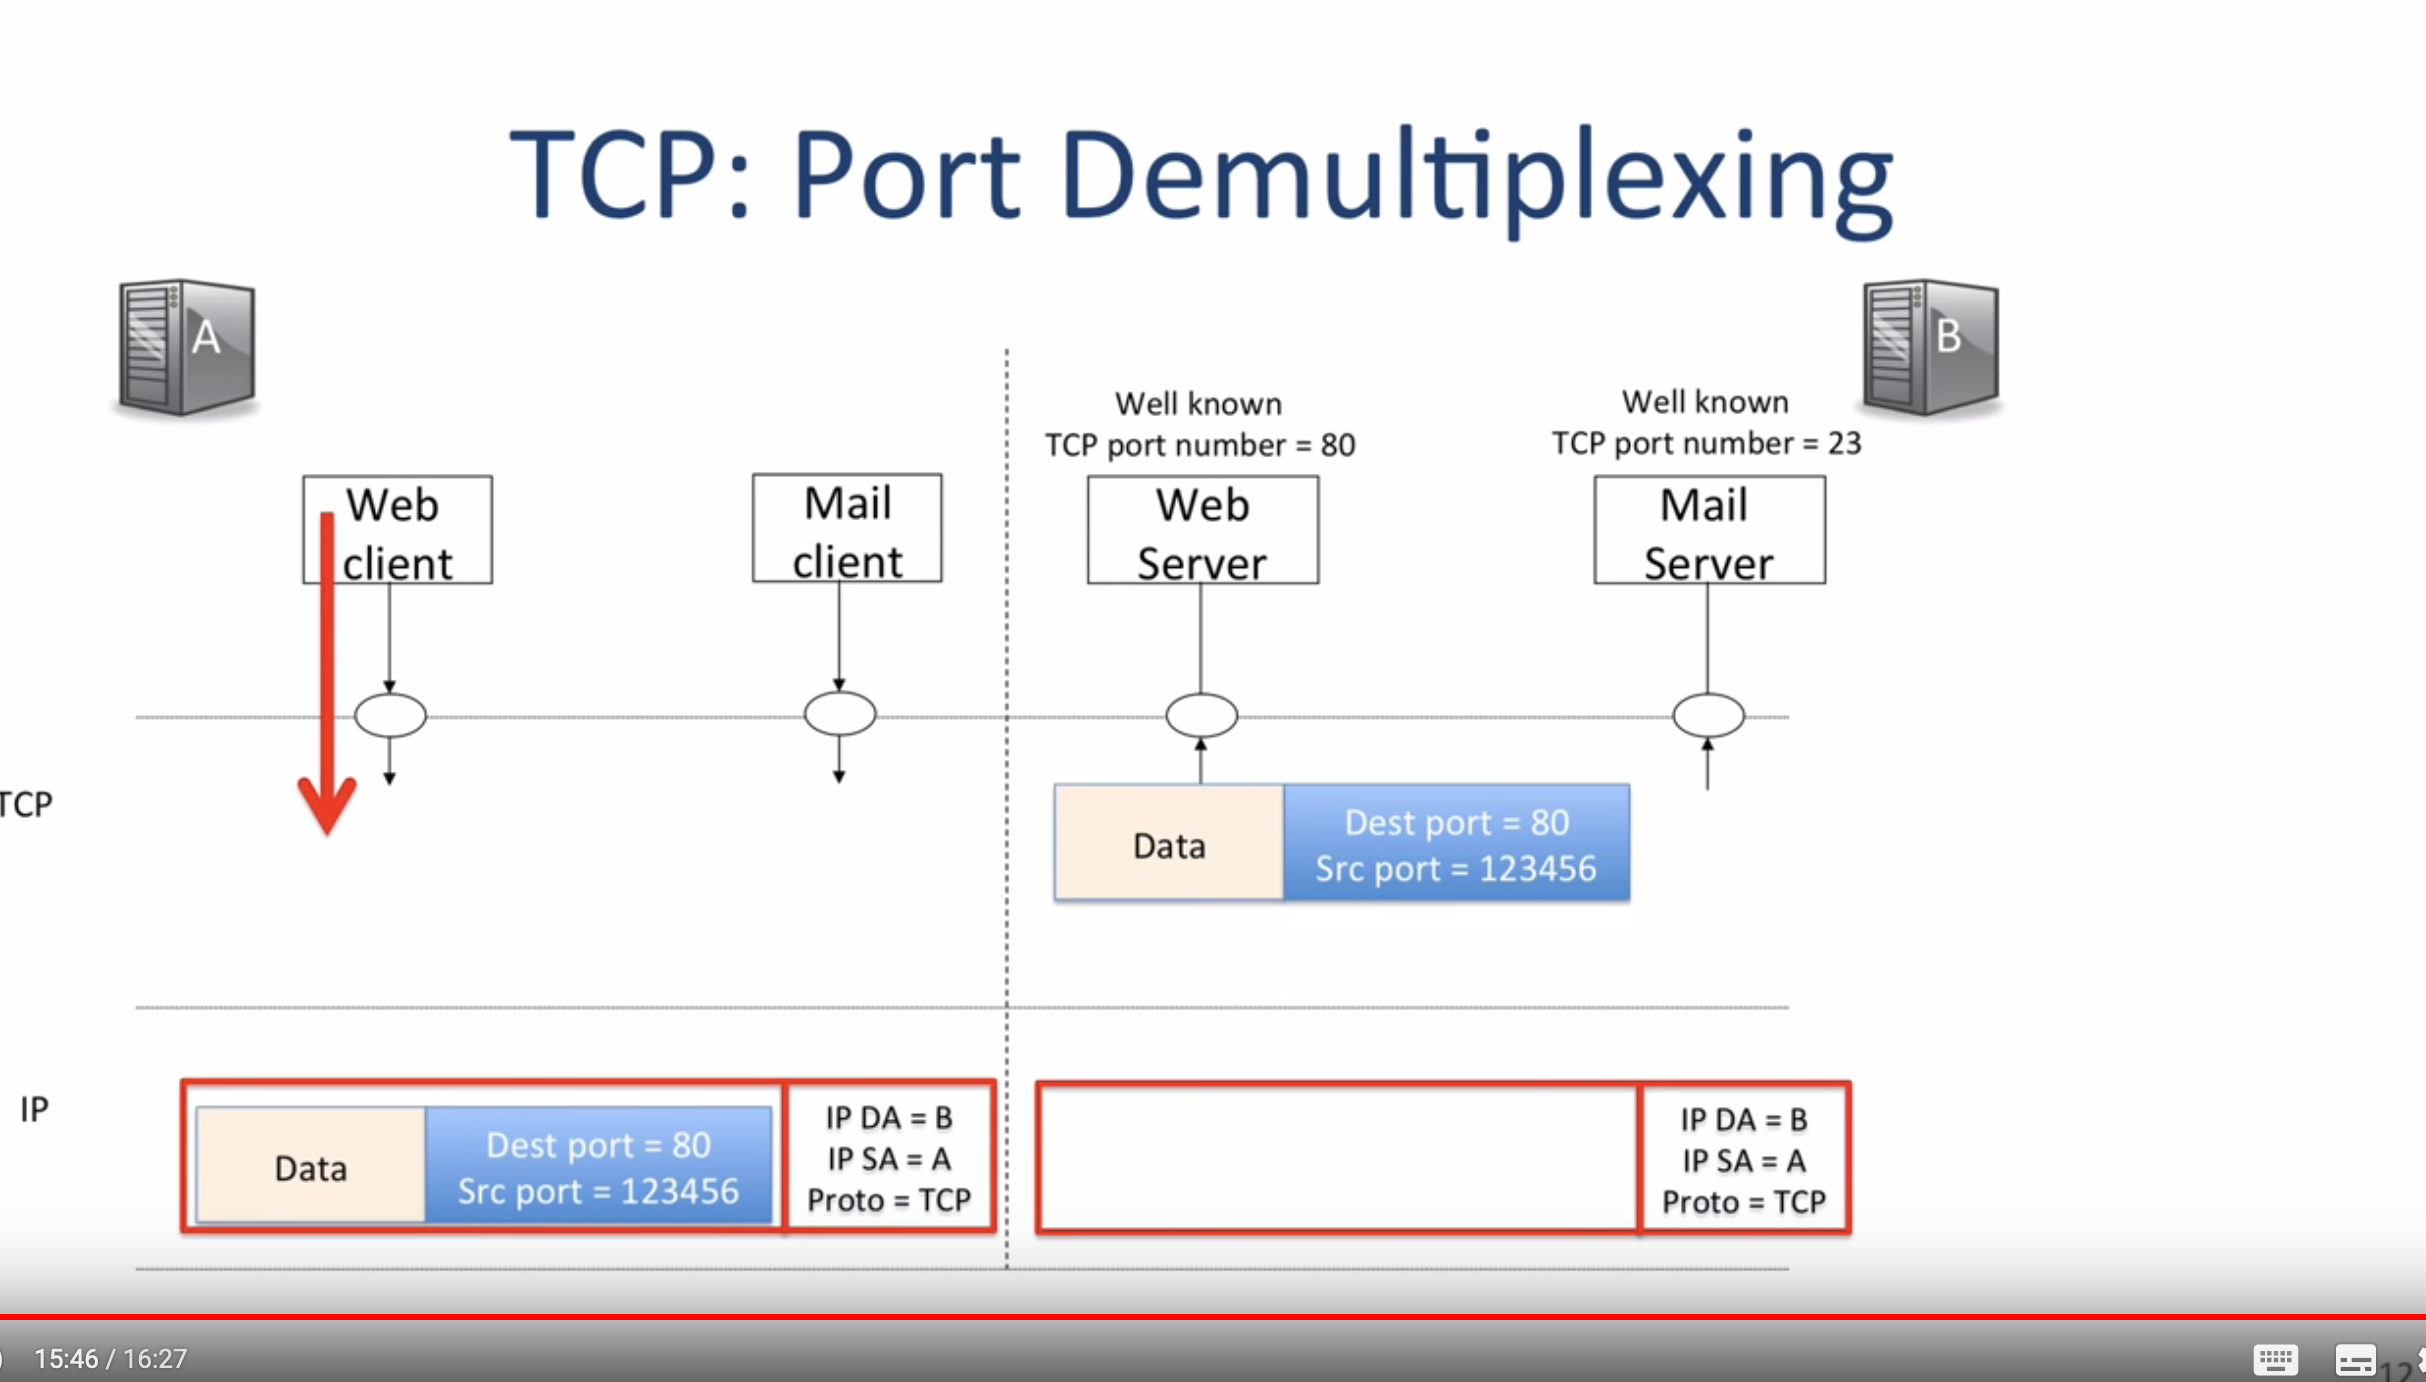 TCP: Port Demultiplexing
A
B
Well known
TCP port number = 80
Well known
TCP port number = 23
Web
client
Mail
client
Web
Server
Mail
Server
TCP
Data
Dest port = 80
Src port = 123456
IP
Data
Dest port = 80
Src port = 123456
IP DA = B
IP SA = A
Proto = TCP
IP DA = B
IP SA = A
Proto = TCP
15:46 / 16:27
12